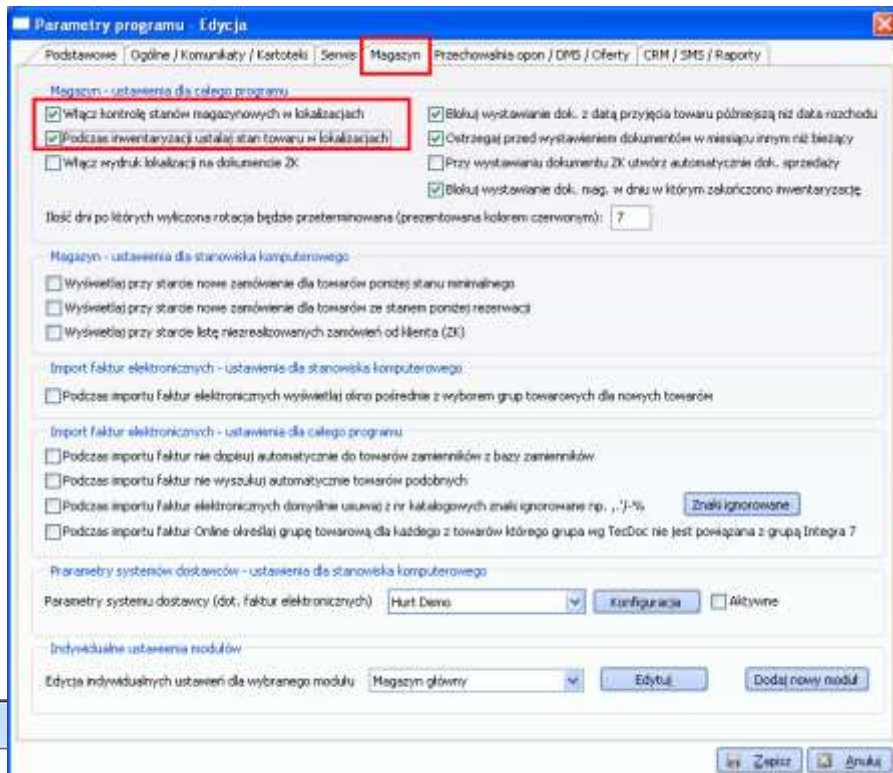 Parametry programu - Edycja
Podstawowe Ogólne / Komunikaty / Kartoteki Serwis Magazyn Przechowalnia opon / DMS / Oferty CRM / SMS / Raporty
Magazyn - ustawienia dla całego programu
Włącz kontrolę stanów magazynowych w lokalizacjach
Podczas inwentaryzacji ustalaj stan towaru w lokalizacjach
Włącz wydruk lokalizacji na dokumencie ZK
Blokuj wystawianie dok. z datą przyjęcia towaru późniejszą niż data rozchodu
Ostrzegaj przed wystawieniem dokumentów w miesiącu innym niż bieżący
Przy wystawianiu dokumentu ZK utwórz automatycznie dok. sprzedaży
Blokuj wystawianie dok. mag. w dniu w którym zakończono inwentaryzację
Ilość dni po których wyliczona rotacja będzie przeterminowana (prezentowana kolorem czerwonym): 7
Magazyn - ustawienia dla stanowiska komputerowego
Wyświetlaj przy starcie nowe zamówienie dla towarów poniżej stanu minimalnego
Wyświetlaj przy starcie nowe zamówienie dla towarów ze stanem poniżej rezerwacji
Wyświetlaj przy starcie listę niezrealizowanych zamówień od klienta (ZK)
Import faktur elektronicznych - ustawienia dla stanowiska komputerowego
Podczas importu faktur elektronicznych wyświetlaj okno pośrednie z wyborem grup towarowych dla nowych towarów
Import faktur elektronicznych - ustawienia dla całego programu
Podczas importu faktur nie dopisuj automatycznie do towarów zamienników z bazy zamienników
Podczas importu faktur nie wyszukuj automatycznie towarów podobnych
Podczas importu faktur elektronicznych domyślnie usuwaj z nr katalogowych znaki ignorowane np. ,.'/-% Znaki ignorowane
Podczas importu faktur Online określaj grupę towarową dla każdego z towarów którego grupa wg TecDoc nie jest powiązana z grupą Integra 7
Prarametry systemów dostawców - ustawienia dla stanowiska komputerowego
Parametry systemu dostawcy (dot. faktur elektronicznych) Hurt Demo Konfiguracja Aktywne
Indywidualne ustawienia modułów
Edycja indywidualnych ustawień dla wybranego modułu Magazyn główny Edytuj Dodaj nowy moduł
Zapisz Anuluj